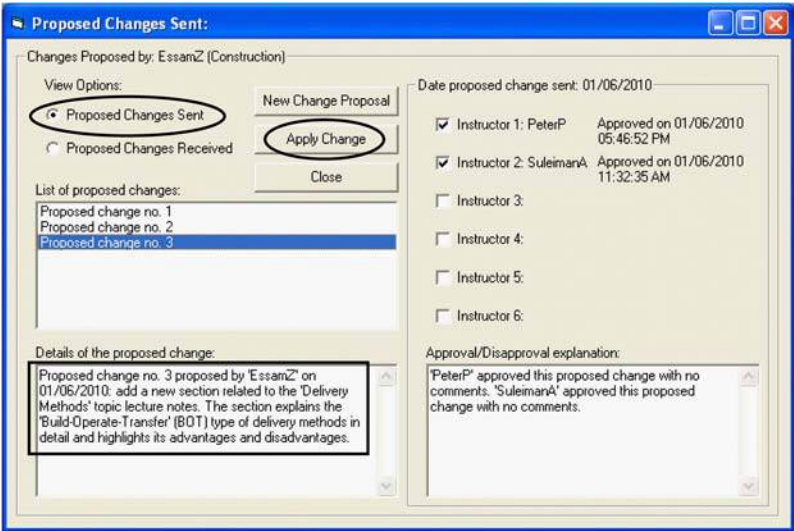 Proposed Changes Sent:
Changes Proposed by: EssamZ (Construction)
View Options:
Proposed Changes Sent
Proposed Changes Received
New Change Proposal
Apply Change
Close
List of proposed changes:
Proposed change no. 1
Proposed change no. 2
Proposed change no. 3
Details of the proposed change:
Proposed change no. 3 proposed by 'EssamZ' on
01/06/2010: add a new section related to the 'Delivery
Methods' topic lecture notes. The section explains the
'Build-Operate-Transfer' (BOT) type of delivery methods in
detail and highlights its advantages and disadvantages.
Date proposed change sent: 01/06/2010
Instructor 1: PeterP Approved on 01/06/2010
05:46:52 PM
Instructor 2: SuleimanA Approved on 01/06/2010
11:32:35 AM
Instructor 3:
Instructor 4:
Instructor 5:
Instructor 6:
Approval/Disapproval explanation:
'PeterP' approved this proposed change with no
comments. 'SuleimanA' approved this proposed
change with no comments.